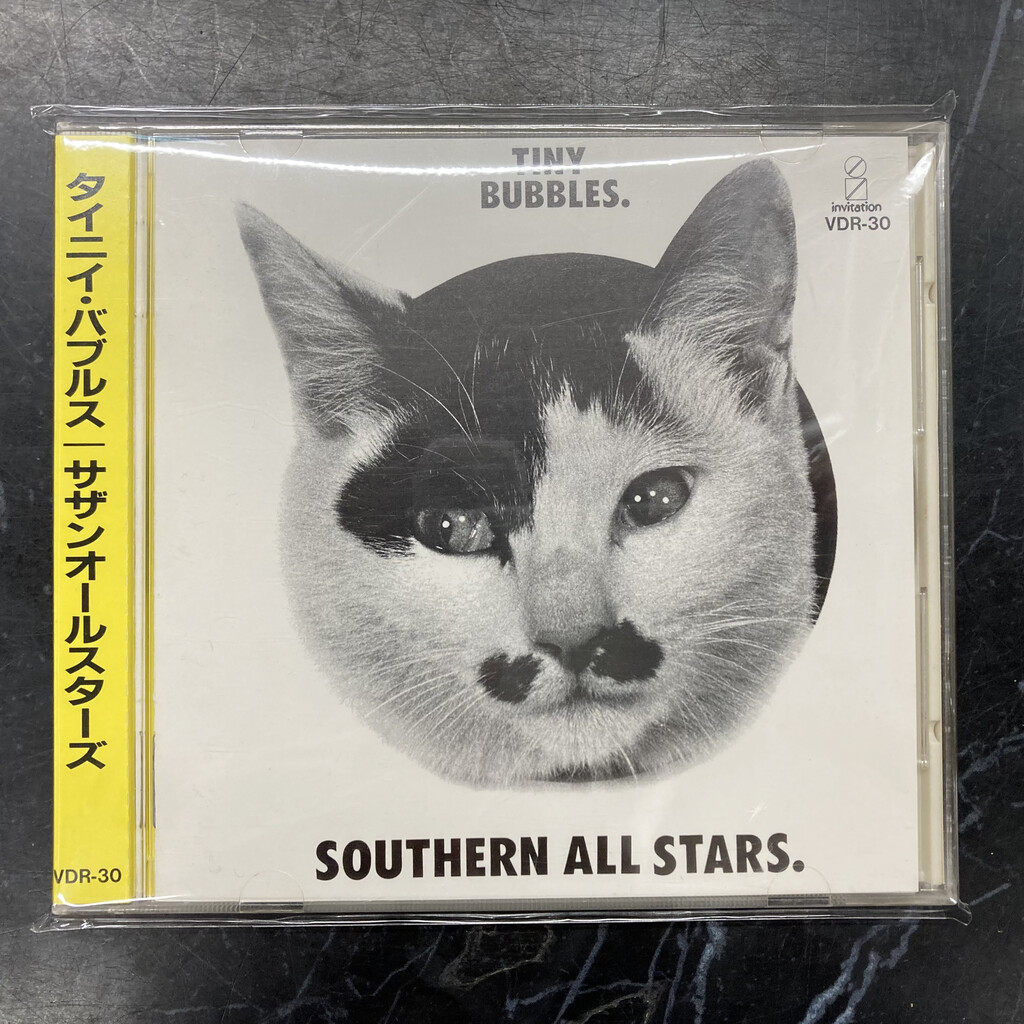 タイニイ・バブルス｜サザンオールスターズ
VDR-30
TINY
BUBBLES.
invitation
VDR-30
SOUTHERN ALL STARS.